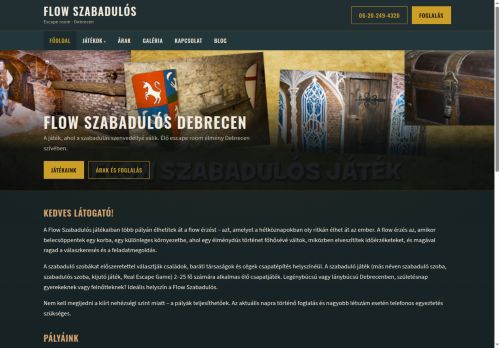 FLOW SZABADULÓS
Escape room · Debrecen
06-20-249-4320
FOGLALÁS
FŐOLDAL
JÁTÉKOK
ÁRAK
GALÉRIA
KAPCSOLAT
BLOG
FLOW SZABADULÓS DEBRECEN
A játék, ahol a szabadulás szenvedéllyé válik. Élő escape room élmény Debrecen
szívében.
JÁTÉKAINK
ÁRAK ÉS FOGLALÁS
SZABADULÓS JÁTÉK
KEDVES LÁTOGATÓ!
A Flow Szabadulós játékaiban több pályán élhetitek át a flow érzést – azt, amelyet a hétköznapokban oly ritkán élhet át az ember. A flow érzés az, amikor
belecsöppentek egy korba, egy különleges környezetbe, ahol egy élménydús történet főhősévé váltok, miközben elveszítitek időérzéketeket, és magával
ragad a válaszkeresés és a feladatmegoldás.
A szabaduló szobákat előszeretettel választják családok, baráti társaságok és cégek csapatépítés helyszínéül. A szabaduló játék (más néven szabaduló szoba,
szabadulós szoba, kijutó játék, Real Escape Game) 2–25 fő számára alkalmas élő csapatjáték. Legénybúcsú vagy lánybúcsú Debrecenben, születésnap
gyerekeknek vagy felnőtteknek? Ideális helyszín a Flow Szabadulós.
Nem kell megijedni a kiírt nehézségi szint miatt – a pályák teljesíthetőek. Az aktuális napra történő foglalás és nagyobb létszám esetén telefonos egyeztetés
szükséges.
PÁLYÁINK